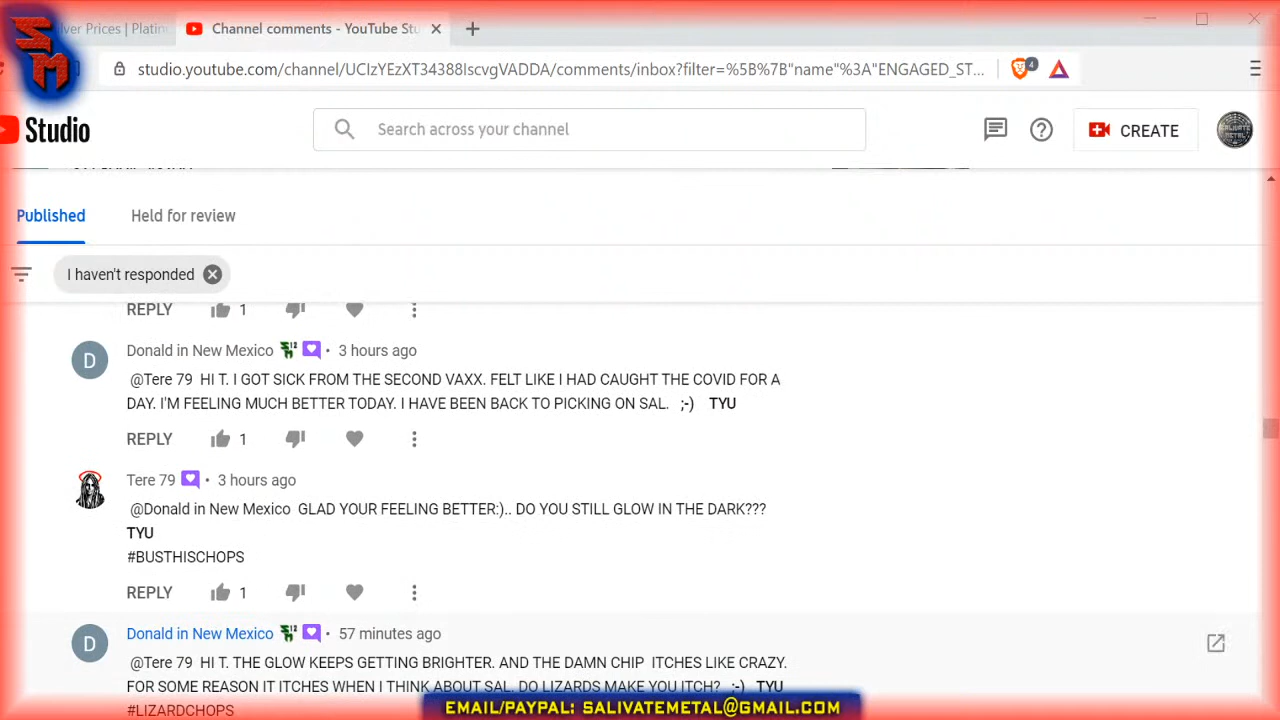 SM
lver Prices | Platin
Channel comments - YouTube Stu
studio.youtube.com/channel/UCIzYEzXT34388lscvgVADDA/comments/inbox?filter=%5B%7B"name"%3A"ENGAGED_ST...
4
Studio
Search across your channel
CREATE
Published
Held for review
I haven't responded
REPLY 1
D
Donald in New Mexico • 3 hours ago
@Tere 79 HI T. I GOT SICK FROM THE SECOND VAXX. FELT LIKE I HAD CAUGHT THE COVID FOR A
DAY. I'M FEELING MUCH BETTER TODAY. I HAVE BEEN BACK TO PICKING ON SAL. ;-) TYU
REPLY 1
Tere 79 • 3 hours ago
@Donald in New Mexico GLAD YOUR FEELING BETTER:).. DO YOU STILL GLOW IN THE DARK???
TYU
#BUSTHISCHOPS
REPLY 1
D
Donald in New Mexico • 57 minutes ago
@Tere 79 HI T. THE GLOW KEEPS GETTING BRIGHTER. AND THE DAMN CHIP ITCHES LIKE CRAZY.
FOR SOME REASON IT ITCHES WHEN I THINK ABOUT SAL. DO LIZARDS MAKE YOU ITCH? ;-) TYU
#LIZARDCHOPS
EMAIL/PAYPAL: SALIVATEMETAL@GMAIL.COM